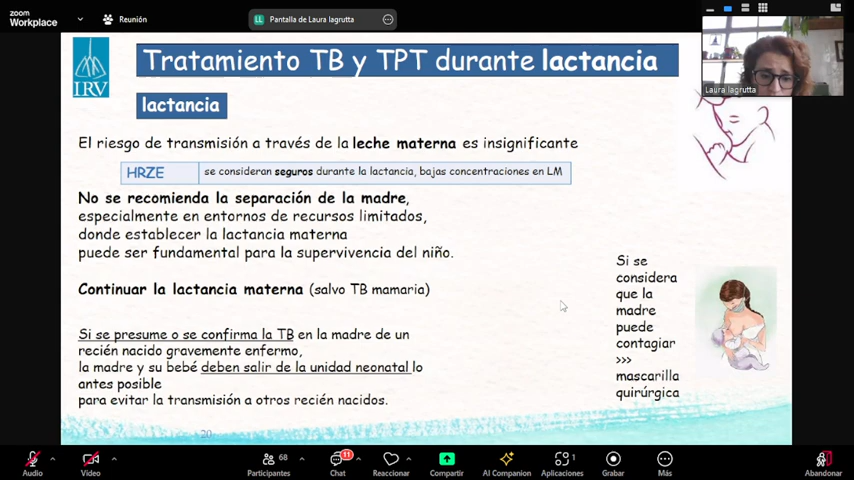 zoom
Workplace
Reunión
LL
Pantalla de Laura lagrutta
Laura lagrutta
IRV
Tratamiento TB y TPT durante lactancia
lactancia
El riesgo de transmisión a través de la leche materna es insignificante
HRZE
se consideran seguros durante la lactancia, bajas concentraciones en LM
No se recomienda la separación de la madre,
especialmente en entornos de recursos limitados,
donde establecer la lactancia materna
puede ser fundamental para la supervivencia del niño.
Continuar la lactancia materna (salvo TB mamaria)
Si se presume o se confirma la TB en la madre de un
recién nacido gravemente enfermo,
la madre y su bebé deben salir de la unidad neonatal lo
antes posible
para evitar la transmisión a otros recién nacidos.
Si se
considera
que la
madre
puede
contagiar
>>>
mascarilla
quirúrgica
20
Audio
Video
68
Participantes
11
Chat
Reaccionar
Compartir
AI Companion
1
Aplicaciones
Grabar
Más
Abandonar